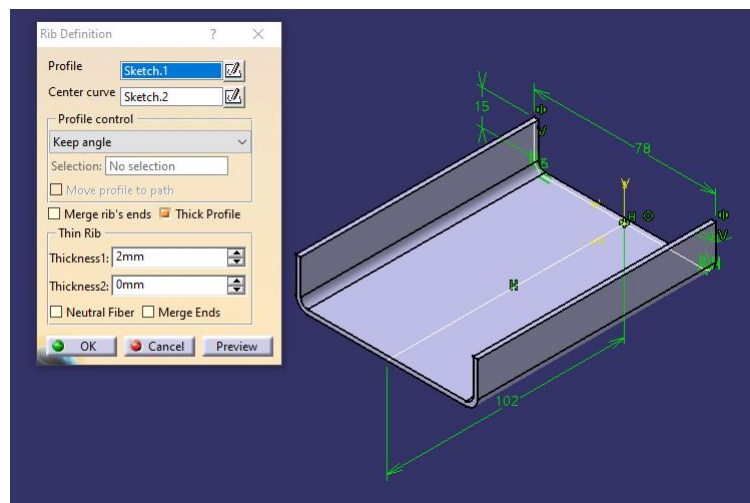 Rib Definition ? ×
Profile Sketch.1
Center curve Sketch.2
Profile control
Keep angle
Selection: No selection
Move profile to path
Merge rib's ends Thick Profile
Thin Rib
Thickness1: 2mm
Thickness2: 0mm
Neutral Fiber Merge Ends
OK Cancel Preview
15
78
5
V
H
H
102